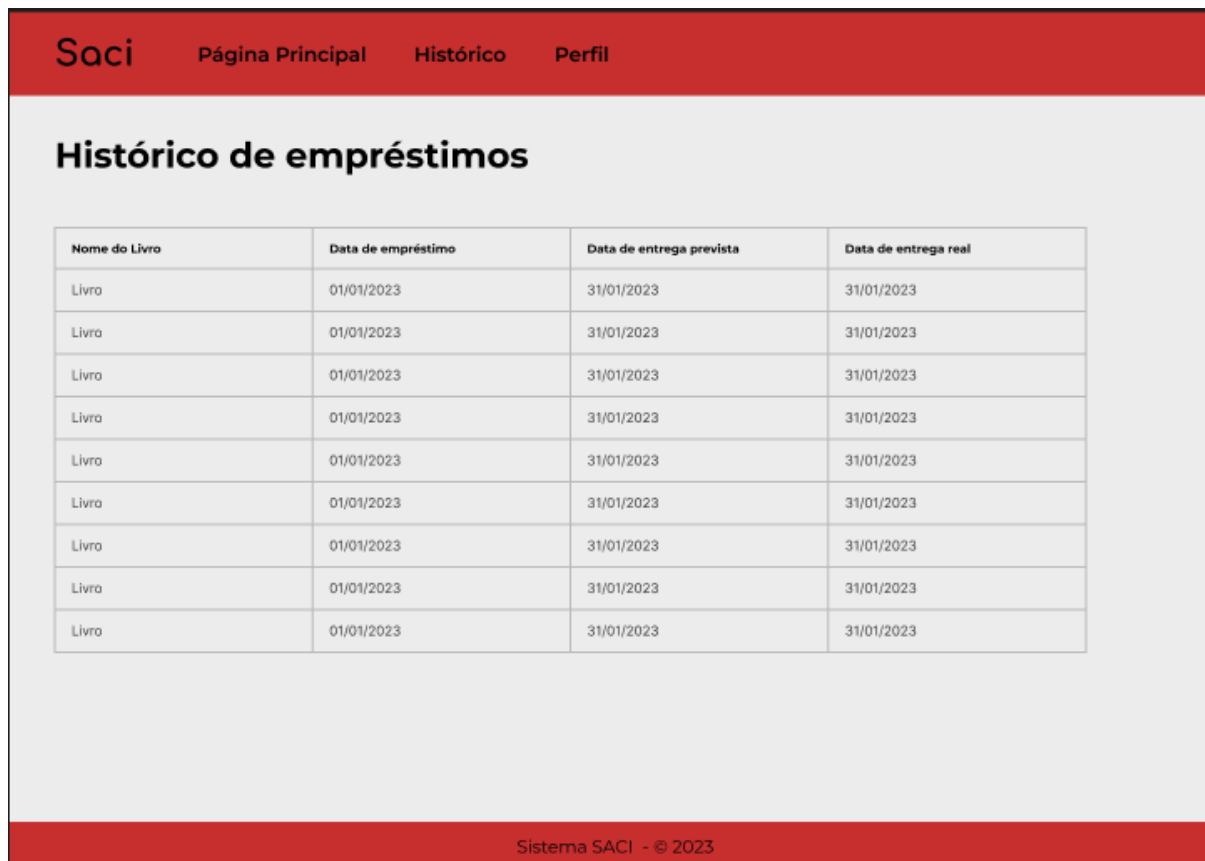 Saci Página Principal Histórico Perfil
Histórico de empréstimos
Nome do Livro Data de empréstimo Data de entrega prevista Data de entrega real
Livro 01/01/2023 31/01/2023 31/01/2023
Livro 01/01/2023 31/01/2023 31/01/2023
Livro 01/01/2023 31/01/2023 31/01/2023
Livro 01/01/2023 31/01/2023 31/01/2023
Livro 01/01/2023 31/01/2023 31/01/2023
Livro 01/01/2023 31/01/2023 31/01/2023
Livro 01/01/2023 31/01/2023 31/01/2023
Livro 01/01/2023 31/01/2023 31/01/2023
Livro 01/01/2023 31/01/2023 31/01/2023
Sistema SACI - © 2023